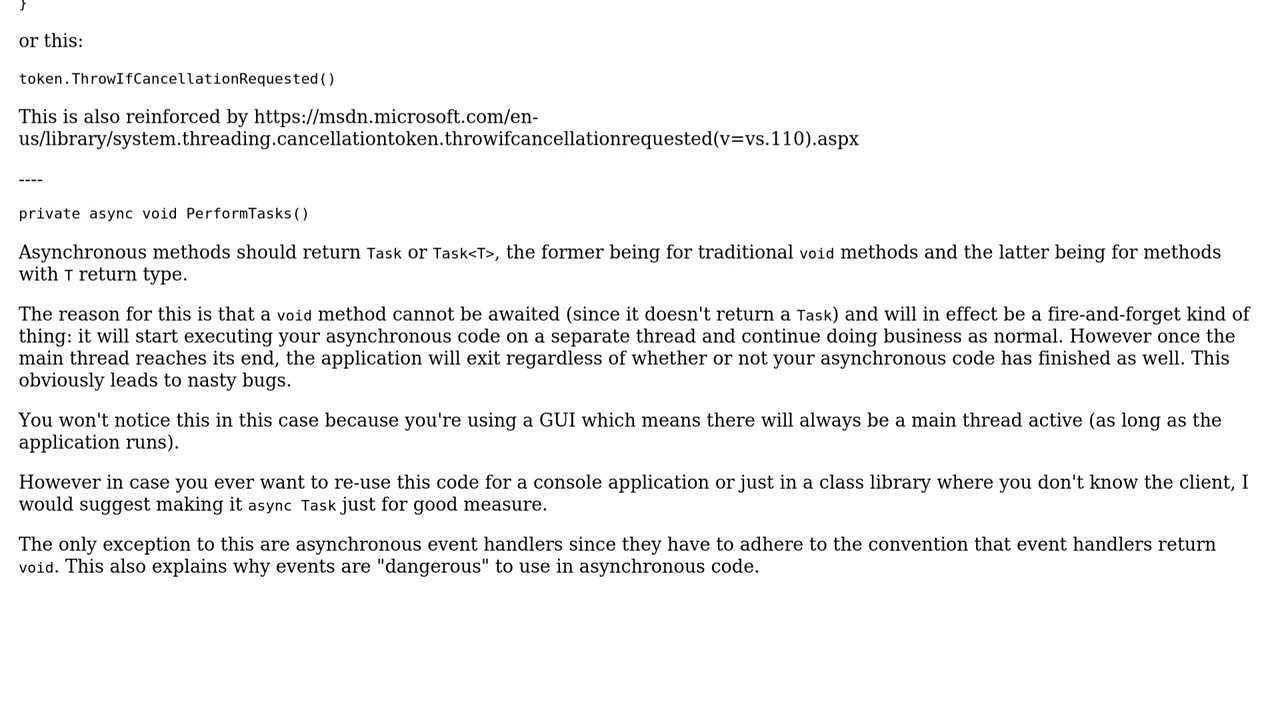 }
or this:
token.ThrowIfCancellationRequested()
This is also reinforced by https://msdn.microsoft.com/en-
us/library/system.threading.cancellationtoken.throwifcancellationrequested(v=vs.110).aspx
----
private async void PerformTasks()
Asynchronous methods should return Task or Task<T>, the former being for traditional void methods and the latter being for methods
with T return type.
The reason for this is that a void method cannot be awaited (since it doesn't return a Task) and will in effect be a fire-and-forget kind of
thing: it will start executing your asynchronous code on a separate thread and continue doing business as normal. However once the
main thread reaches its end, the application will exit regardless of whether or not your asynchronous code has finished as well. This
obviously leads to nasty bugs.
You won't notice this in this case because you're using a GUI which means there will always be a main thread active (as long as the
application runs).
However in case you ever want to re-use this code for a console application or just in a class library where you don't know the client, I
would suggest making it async Task just for good measure.
The only exception to this are asynchronous event handlers since they have to adhere to the convention that event handlers return
void. This also explains why events are "dangerous" to use in asynchronous code.